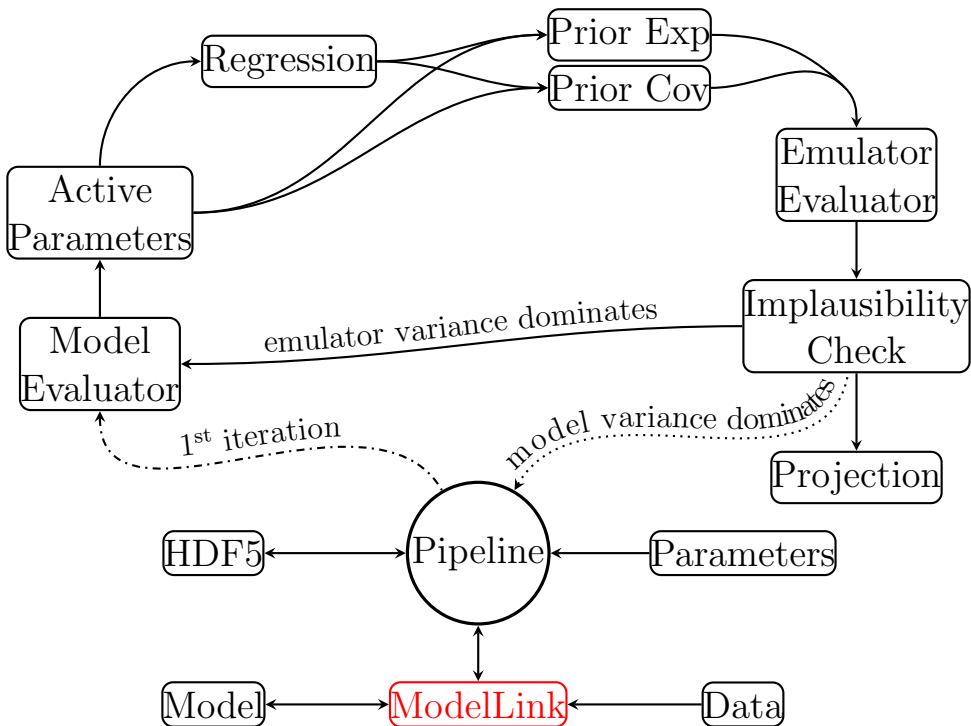 Prior Exp
Regression
Prior Cov
Emulator
Evaluator
Active
Parameters
Implausibility
Check
emulator variance dominates
Model
Evaluator
model variance dominates
1st iteration
Projection
HDF5
Pipeline
Parameters
Model
ModelLink
Data